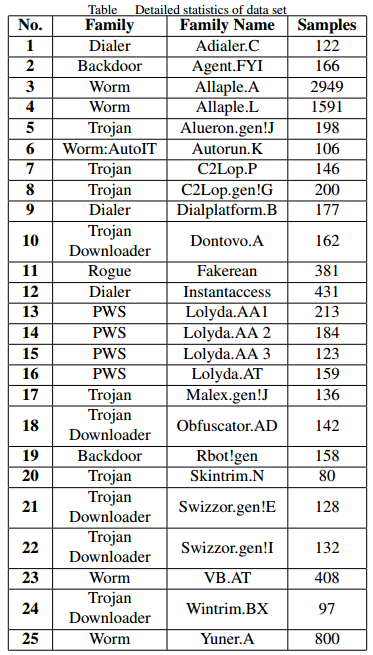 Table Detailed statistics of data set
No. Family Family Name Samples
1 Dialer Adialer.C 122
2 Backdoor Agent.FYI 166
3 Worm Allaple.A 2949
4 Worm Allaple.L 1591
5 Trojan Alueron.gen!J 198
6 Worm:AutoIT Autorun.K 106
7 Trojan C2Lop.P 146
8 Trojan C2Lop.gen!G 200
9 Dialer Dialplatform.B 177
10 Trojan Downloader Dontovo.A 162
11 Rogue Fakerean 381
12 Dialer Instantaccess 431
13 PWS Lolyda.AA1 213
14 PWS Lolyda.AA 2 184
15 PWS Lolyda.AA 3 123
16 PWS Lolyda.AT 159
17 Trojan Malex.gen!J 136
18 Trojan Downloader Obfuscator.AD 142
19 Backdoor Rbot!gen 158
20 Trojan Skintrim.N 80
21 Trojan Downloader Swizzor.gen!E 128
22 Trojan Downloader Swizzor.gen!I 132
23 Worm VB.AT 408
24 Trojan Downloader Wintrim.BX 97
25 Worm Yuner.A 800